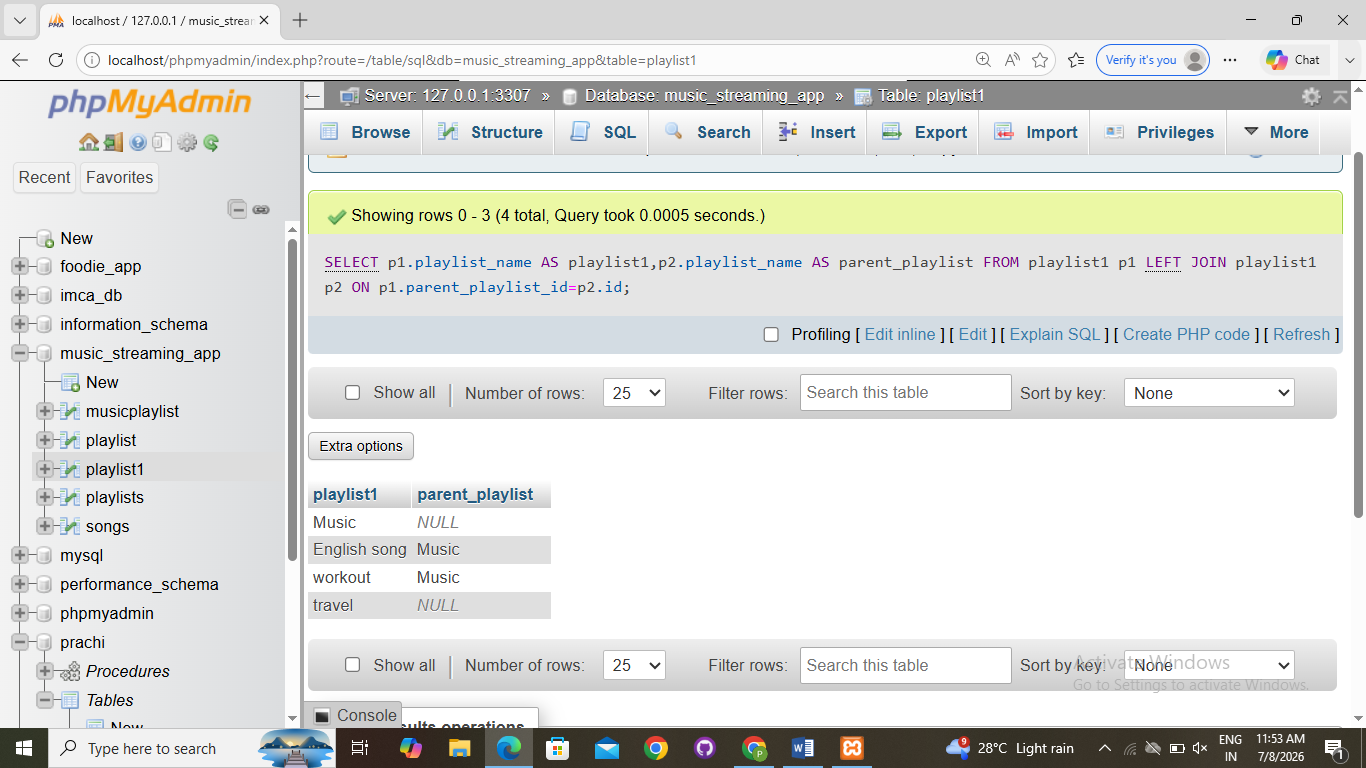 localhost / 127.0.0.1 / music_strea
localhost/phpmyadmin/index.php?route=/table/sql&db=music_streaming_app&table=playlist1
Verify it's you
Chat
phpMyAdmin
Recent
Favorites
New
foodie_app
imca_db
information_schema
music_streaming_app
New
musicplaylist
playlist
playlist1
playlists
songs
mysql
performance_schema
phpmyadmin
prachi
Procedures
Tables
New
Server: 127.0.0.1:3307 » Database: music_streaming_app » Table: playlist1
Browse Structure SQL Search Insert Export Import Privileges More
Showing rows 0 - 3 (4 total, Query took 0.0005 seconds.)
SELECT p1.playlist_name AS playlist1,p2.playlist_name AS parent_playlist FROM playlist1 p1 LEFT JOIN playlist1
p2 ON p1.parent_playlist_id=p2.id;
Profiling [ Edit inline ] [ Edit ] [ Explain SQL ] [ Create PHP code ] [ Refresh ]
Show all | Number of rows: 25 Filter rows: Search this table Sort by key: None
Extra options
playlist1 parent_playlist
Music NULL
English song Music
workout Music
travel NULL
Show all | Number of rows: 25 Filter rows: Search this table Sort by key: None
Activate Windows
Go to Settings to activate Windows.
Console
operations
Type here to search
9
28°C Light rain
ENG
IN
11:53 AM
7/8/2026
1